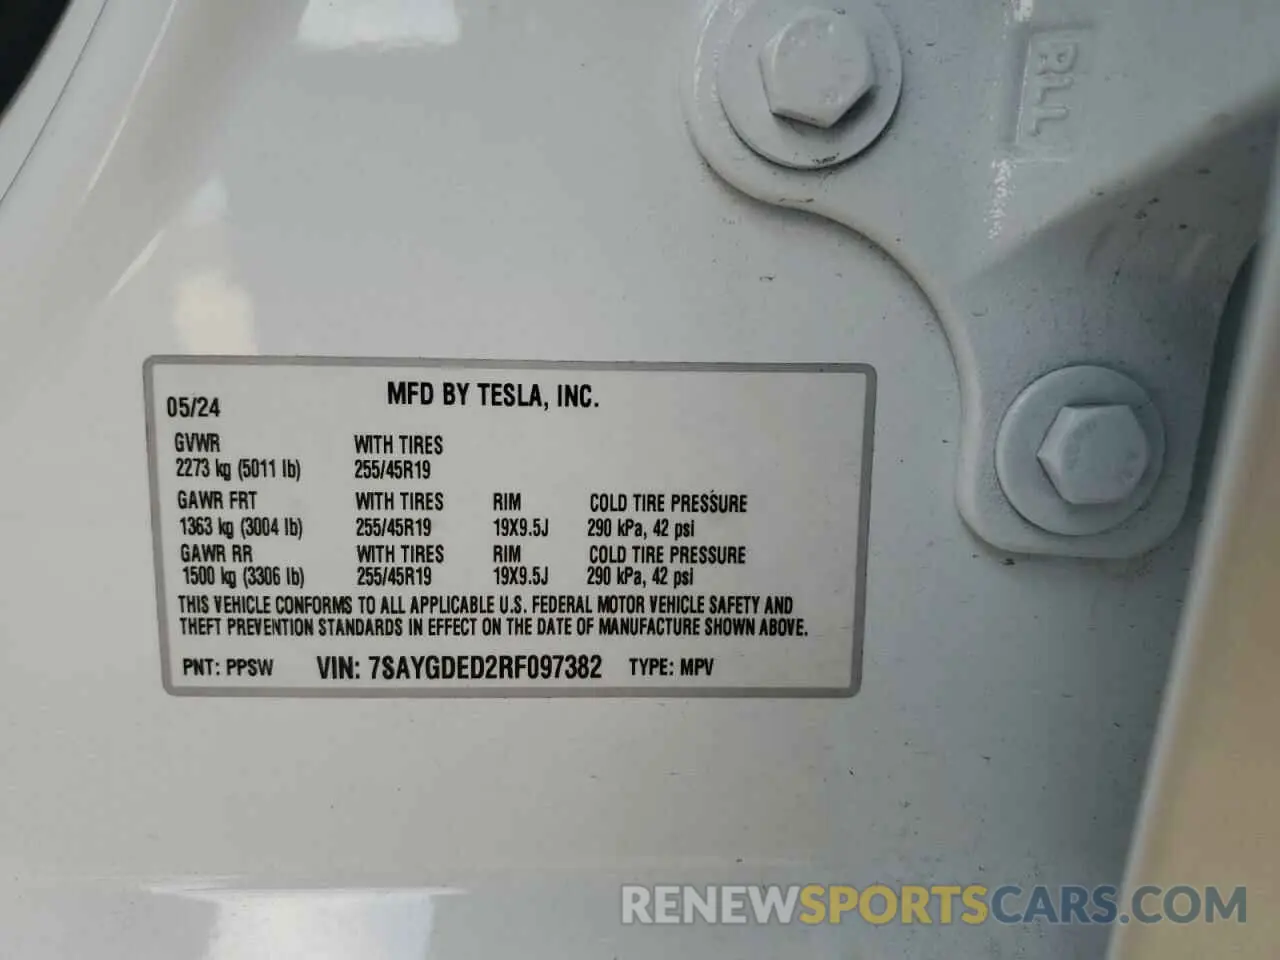 RLL
MFD BY TESLA, INC.
05/24
GVWR WITH TIRES
2273 kg (5011 lb) 255/45R19
GAWR FRT WITH TIRES RIM COLD TIRE PRESSURE
1363 kg (3004 lb) 255/45R19 19X9.5J 290 kPa, 42 psi
GAWR RR WITH TIRES RIM COLD TIRE PRESSURE
1500 kg (3306 lb) 255/45R19 19X9.5J 290 kPa, 42 psi
THIS VEHICLE CONFORMS TO ALL APPLICABLE U.S. FEDERAL MOTOR VEHICLE SAFETY AND
THEFT PREVENTION STANDARDS IN EFFECT ON THE DATE OF MANUFACTURE SHOWN ABOVE.
PNT: PPSW VIN: 7SAYGDED2RF097382 TYPE: MPV
RENEWSPORTSCARS.COM